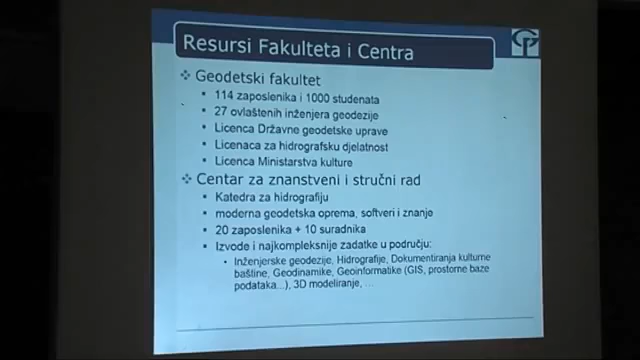 Resursi Fakulteta i Centra
Geodetski fakultet
114 zaposlenika i 1000 studenata
27 ovlaštenih inženjera geodezije
Licenca Državne geodetske uprave
Licenaca za hidrografsku djelatnost
Licenca Ministarstva kulture
Centar za znanstveni i stručni rad
Katedra za hidrografiju
moderna geodetska oprema, softveri i znanje
20 zaposlenika + 10 suradnika
Izvode i najkompleksnije zadatke u području:
Inženjerske geodezije, Hidrografije, Dokumentiranja kulturne
baštine, Geodinamike, Geoinformatike (GIS, prostorne baze
podataka...), 3D modeliranje, ...